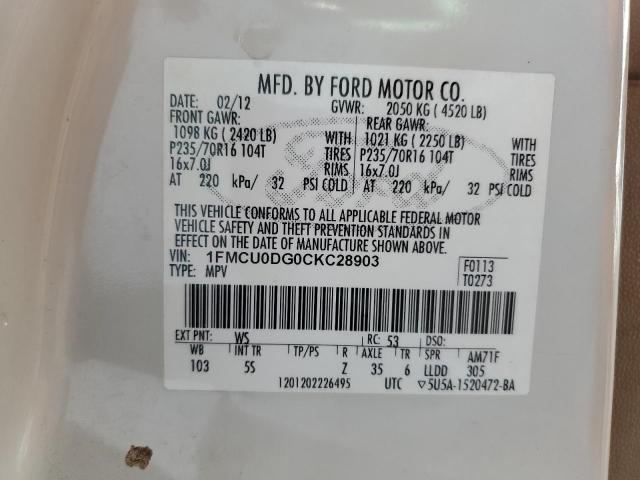 MFD. BY FORD MOTOR CO.
DATE: 02/12 GVWR: 2050 KG ( 4520 LB)
FRONT GAWR: REAR GAWR:
1098 KG ( 2420 LB) WITH 1021 KG ( 2250 LB) WITH
P235/70R16 104T TIRES P235/70R16 104T TIRES
16x7.0J RIMS 16x7.0J RIMS
AT 220 kPa/ 32 PSI COLD AT 220 kPa/ 32 PSI COLD
THIS VEHICLE CONFORMS TO ALL APPLICABLE FEDERAL MOTOR
VEHICLE SAFETY AND THEFT PREVENTION STANDARDS IN
EFFECT ON THE DATE OF MANUFACTURE SHOWN ABOVE.
VIN: 1FMCU0DG0CKC28903 F0113
TYPE: MPV T0273
EXT PNT: WS RC: 53 DSO:
WB INT TR TP/PS R AXLE TR SPR AM71F
103 5S Z 35 6 LLDD 305
1201202226495 UTC ▽5U5A-1520472-BA
Ford